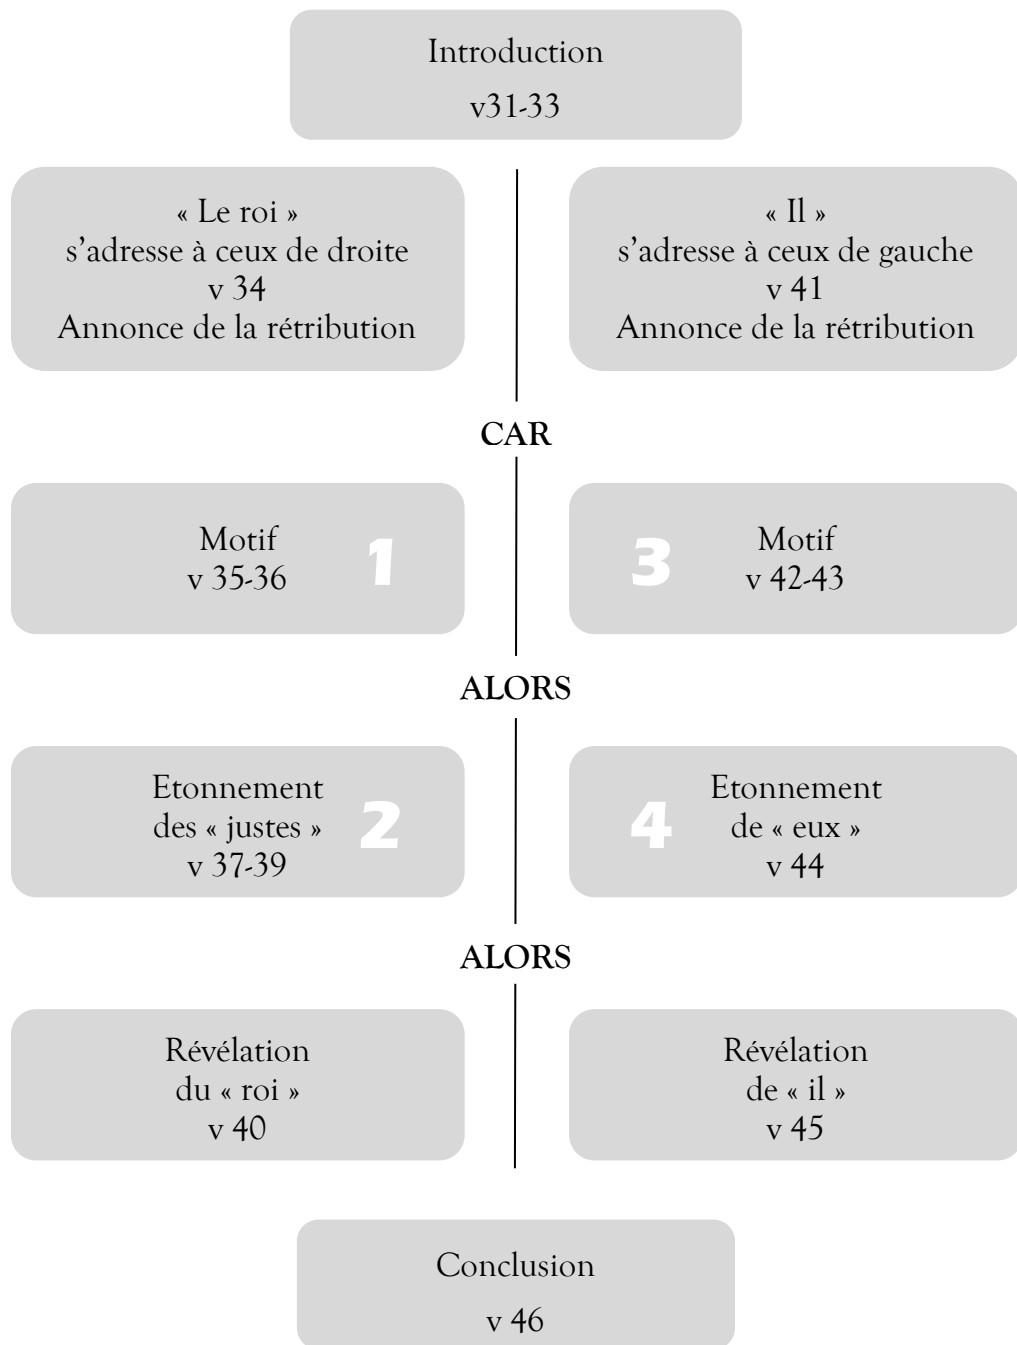 Introduction
v31-33
« Le roi »
s'adresse à ceux de droite
v 34
Annonce de la rétribution
« Il »
s'adresse à ceux de gauche
v 41
Annonce de la rétribution
CAR
Motif
v 35-36
1
3
Motif
v 42-43
ALORS
Etonnement
des « justes »
v 37-39
2
4
Etonnement
de « eux »
v 44
ALORS
Révélation
du « roi »
v 40
Révélation
de « il »
v 45
Conclusion
v 46